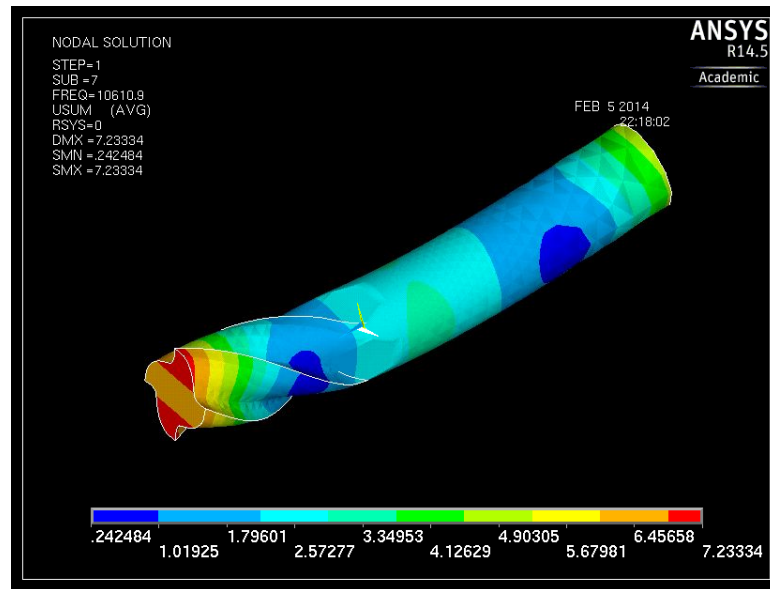 NODAL SOLUTION
STEP=1
SUB =7
FREQ=10610.9
USUM (AVG)
RSYS=0
DMX =7.23334
SMN =.242484
SMX =7.23334
ANSYS
R14.5
Academic
FEB 5 2014
22:18:02
.242484 1.79601 3.34953 4.90305 6.45658
1.01925 2.57277 4.12629 5.67981 7.23334